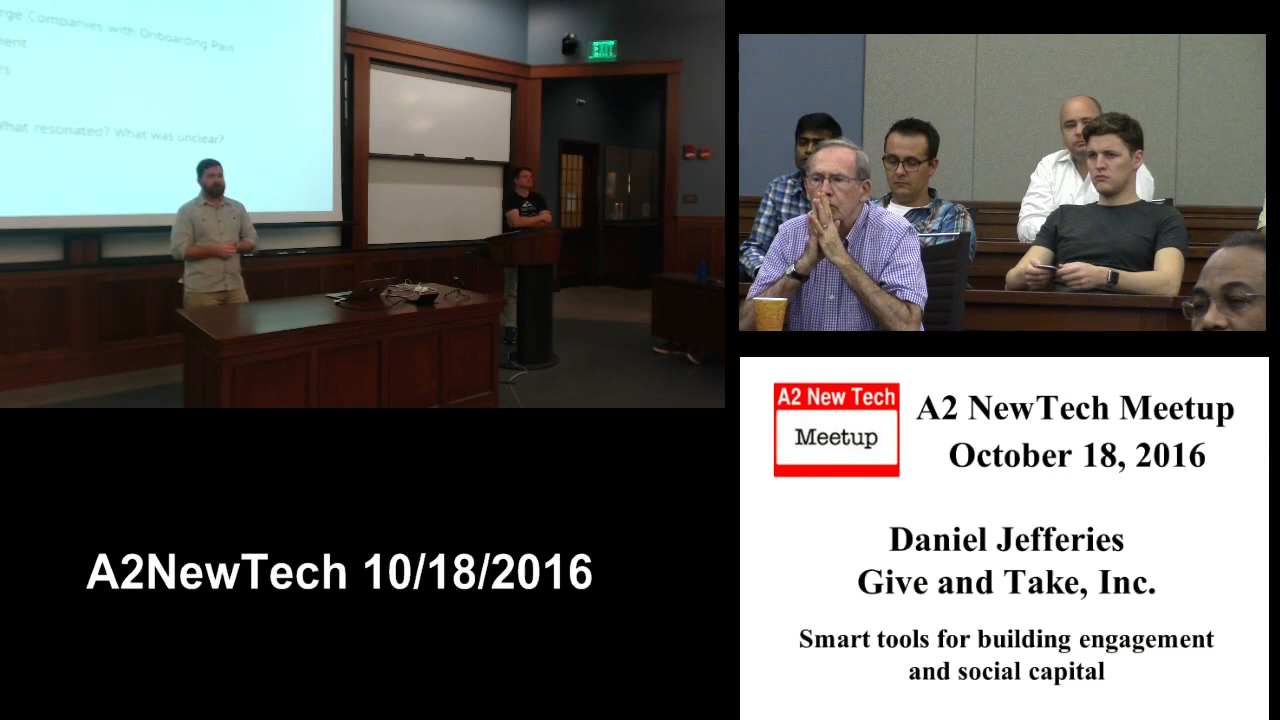 rge Companies with Onboarding Pain
ment
rs
What resonated? What was unclear?
EXIT
A2 New Tech
Meetup
A2 NewTech Meetup
October 18, 2016
Daniel Jefferies
Give and Take, Inc.
Smart tools for building engagement
and social capital
A2NewTech 10/18/2016